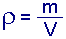 ρ = m/V